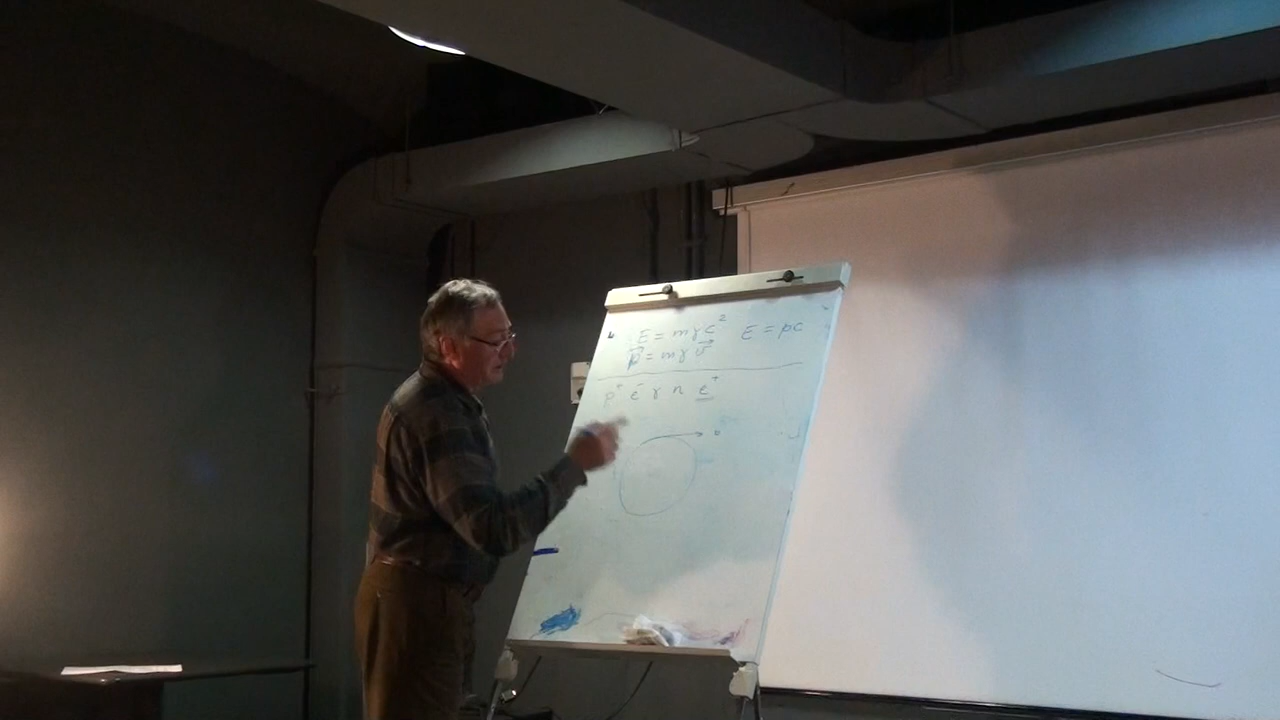 E = mγc² E = pc
p⃗ = mγv⃗
p⁺ e⁻ γ n e⁺